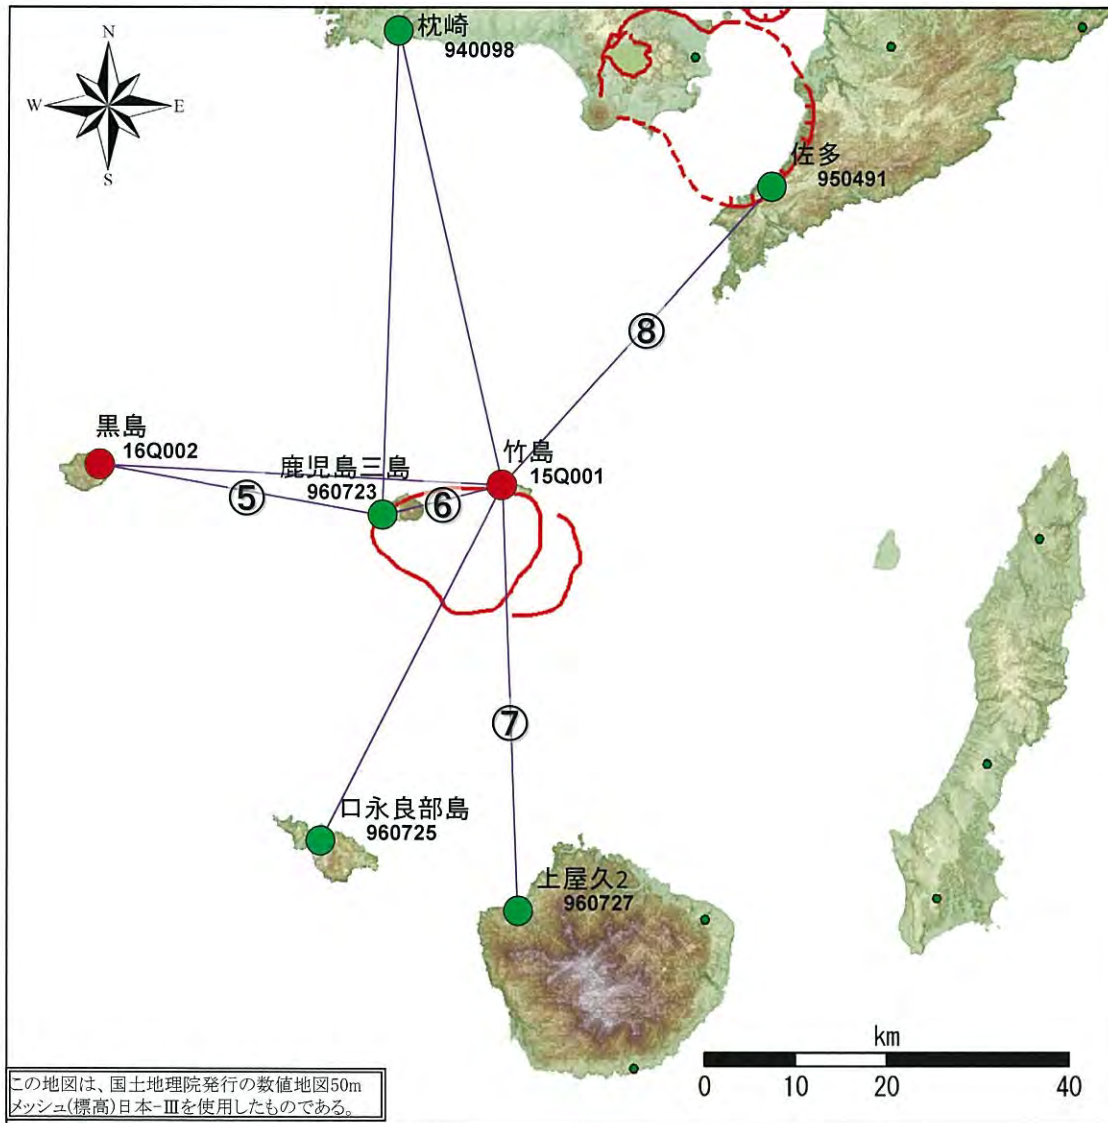 枕崎
940098
N
W
E
S
佐多
950491
⑧
黒島
16Q002
竹島
15Q001
鹿児島三島
960723
⑤
⑥
⑦
口永良部島
960725
上屋久2
960727
km
0 10 20 40
この地図は、国土地理院発行の数値地図50m
メッシュ(標高)日本-Ⅲを使用したものである。